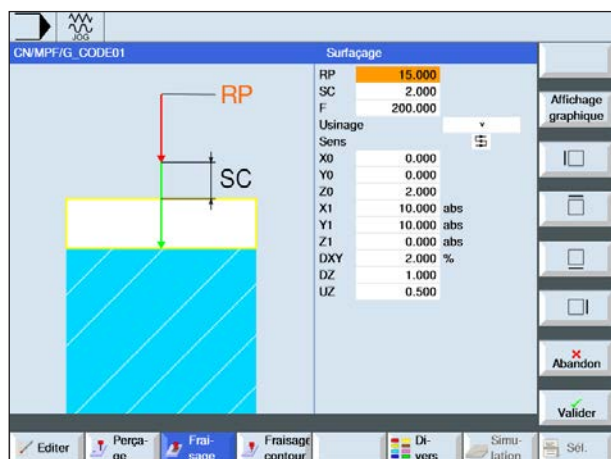 JOG
CN/MPF/G_CODE01
Surfaçage
RP
SC
RP 15.000
SC 2.000
F 200.000
Usinage ▿
Sens
X0 0.000
Y0 0.000
Z0 2.000
X1 10.000 abs
Y1 10.000 abs
Z1 0.000 abs
DXY 2.000 %
DZ 1.000
UZ 0.500
Affichage
graphique
Abandon
Valider
Editer
Perça-
ge
Frai-
sage
Fraisage
contour
Di-
vers
Simu-
lation
Sél.